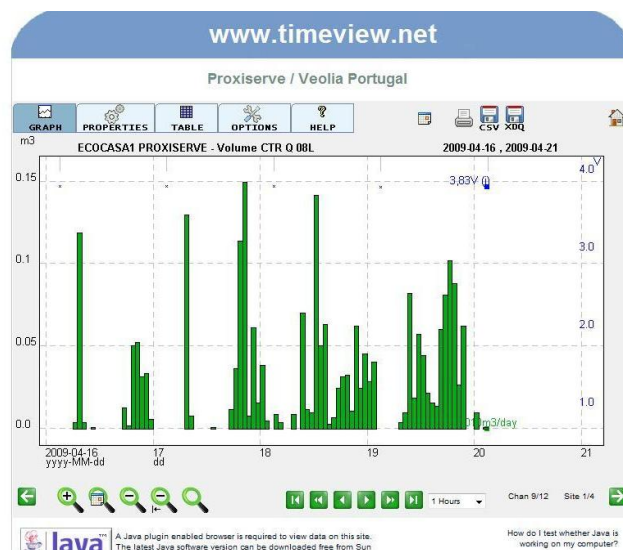 www.timeview.net
Proxiserve / Veolia Portugal
GRAPH PROPERTIES TABLE OPTIONS HELP CSV XDQ
m3 ECOCASA1 PROXISERVE - Volume CTR Q 08L 2009-04-16 , 2009-04-21 V
0.15 3,83V 4.0
0.1 3.0
0.05 2.0
0.0 m3/day 1.0
2009-04-16 17 18 19 20 21
yyyy-MM-dd dd
1 Hours Chan 9/12 Site 1/4
Java A Java plugin enabled browser is required to view data on this site.
The latest Java software version can be downloaded free from Sun
How do I test whether Java is
working on my computer?